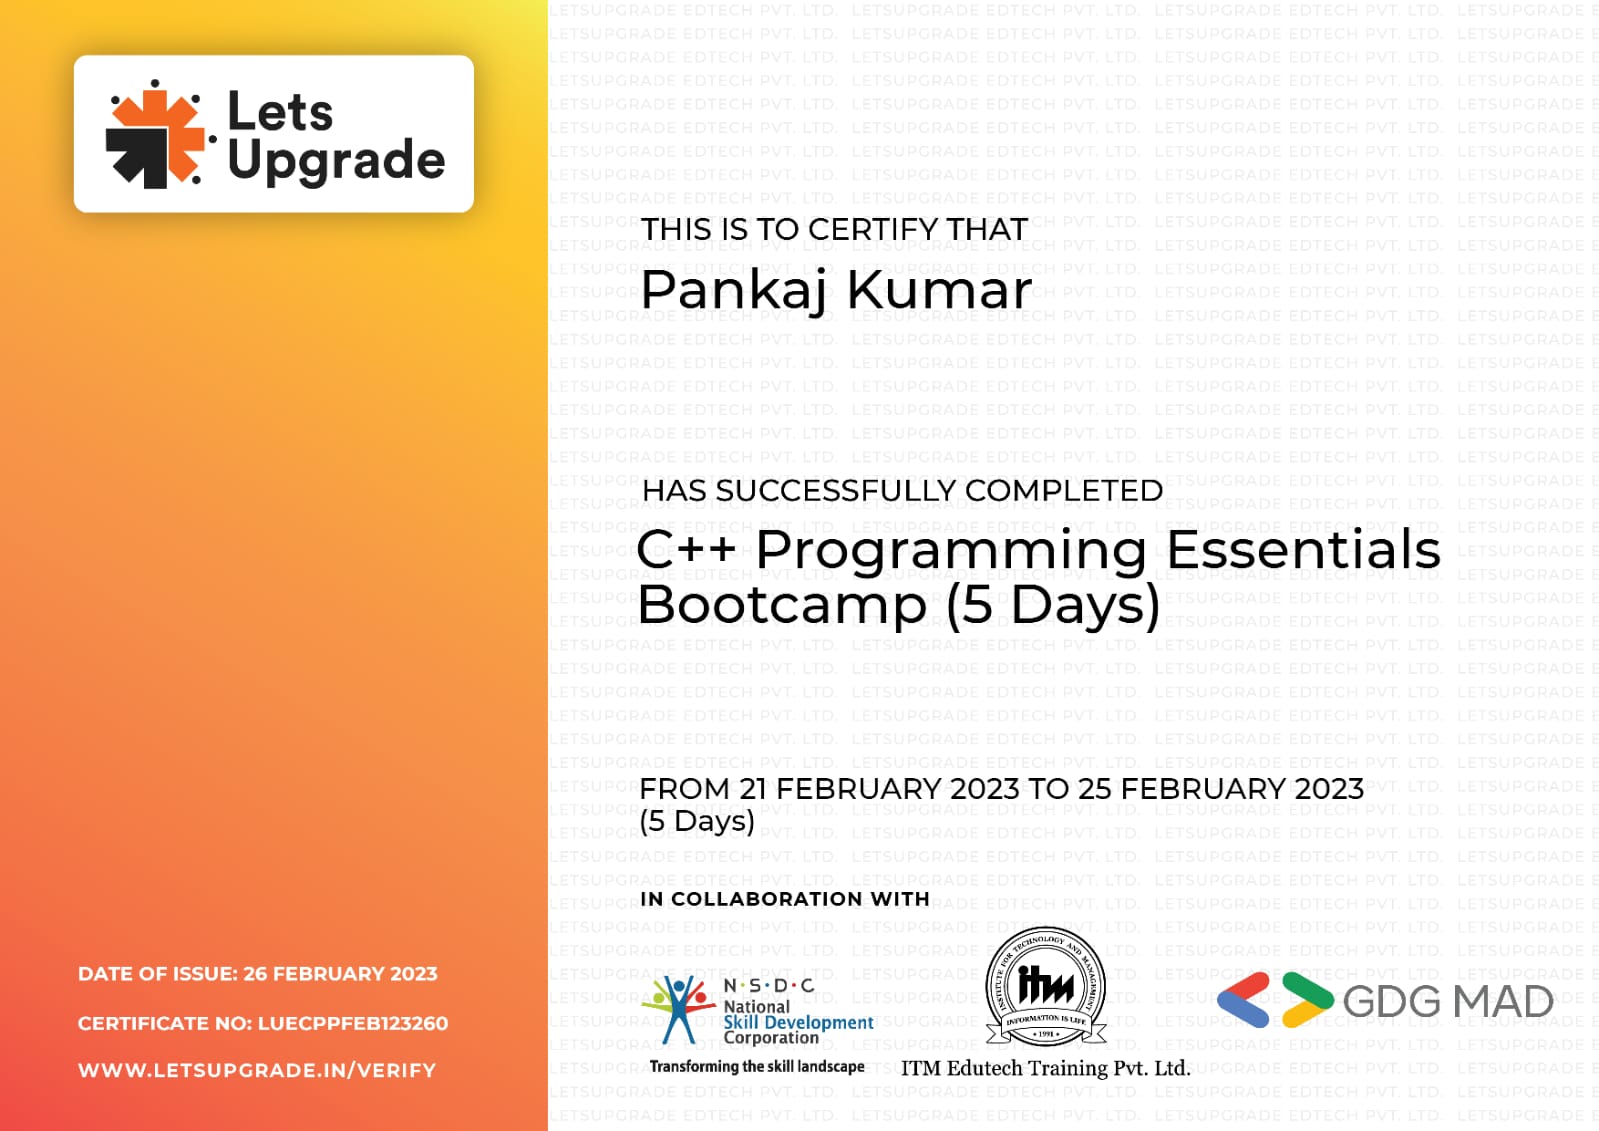 Lets
Upgrade
THIS IS TO CERTIFY THAT
Pankaj Kumar
HAS SUCCESSFULLY COMPLETED
C++ Programming Essentials
Bootcamp (5 Days)
FROM 21 FEBRUARY 2023 TO 25 FEBRUARY 2023
(5 Days)
IN COLLABORATION WITH
N·S·D·C
National
Skill Development
Corporation
Transforming the skill landscape
INSTITUTE FOR TECHNOLOGY AND MANAGEMENT
itm
INFORMATION IS LIFE
• 1991 •
ITM Edutech Training Pvt. Ltd.
GDG MAD
DATE OF ISSUE: 26 FEBRUARY 2023
CERTIFICATE NO: LUECPPFEB123260
WWW.LETSUPGRADE.IN/VERIFY
LETSUPGRADE EDTECH PVT. LTD.